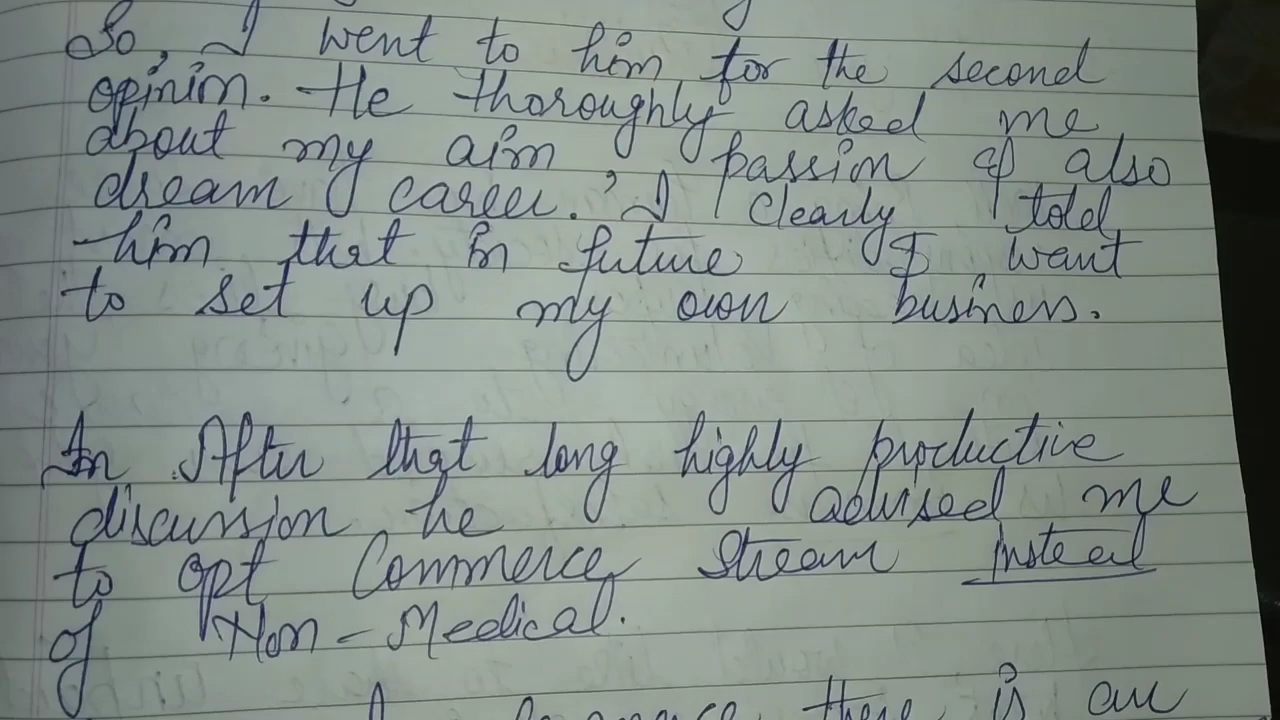 So, I went to him for the second
opinion. He thoroughly asked me
about my aim, passion & also
dream career. I clearly told
him that in future I want
to set up my own business.
In After that long highly productive
discussion he advised me
to opt Commerce Stream instead
of Non-Medical.
there is an